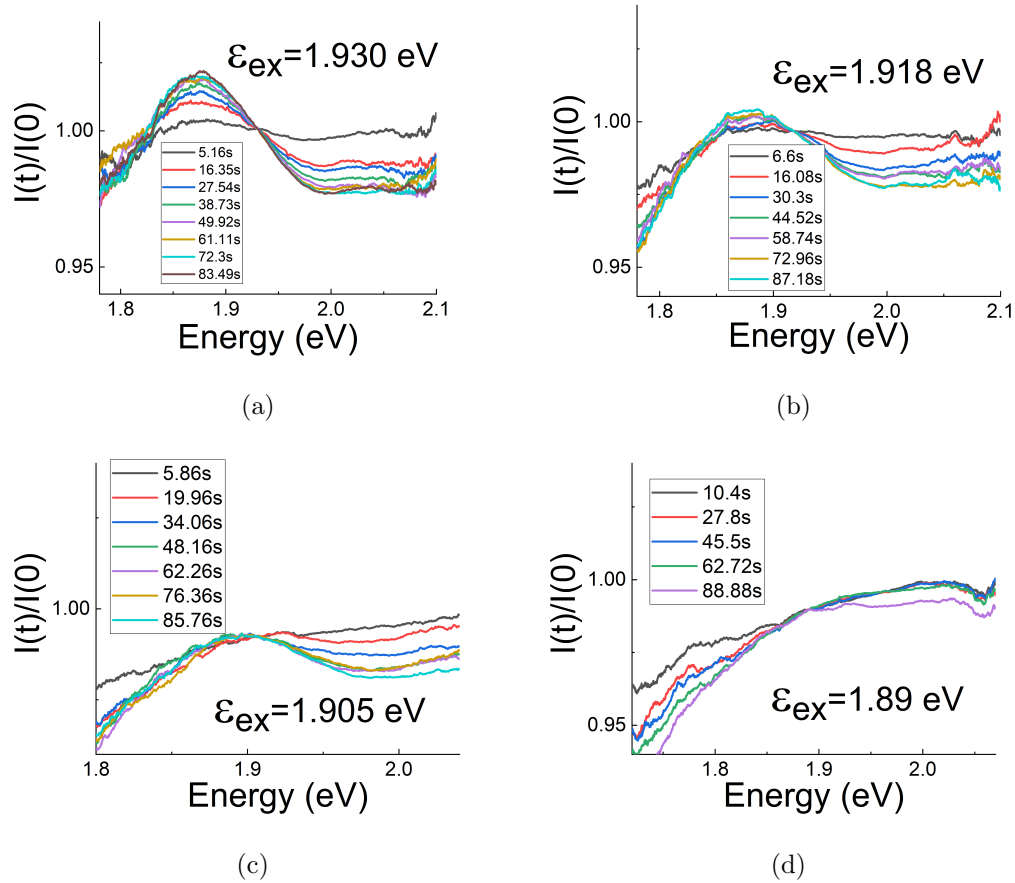 εex=1.930 eV
I(t)/I(0)
1.00
0.95
5.16s
16.35s
27.54s
38.73s
49.92s
61.11s
72.3s
83.49s
1.8 1.9 2.0 2.1
Energy (eV)
(a)
εex=1.918 eV
I(t)/I(0)
1.00
0.95
6.6s
16.08s
30.3s
44.52s
58.74s
72.96s
87.18s
1.8 1.9 2.0 2.1
Energy (eV)
(b)
5.86s
19.96s
34.06s
48.16s
62.26s
76.36s
85.76s
I(t)/I(0)
1.00
εex=1.905 eV
1.8 1.9 2.0
Energy (eV)
(c)
10.4s
27.8s
45.5s
62.72s
88.88s
I(t)/I(0)
1.00
0.95
εex=1.89 eV
1.8 1.9 2.0
Energy (eV)
(d)